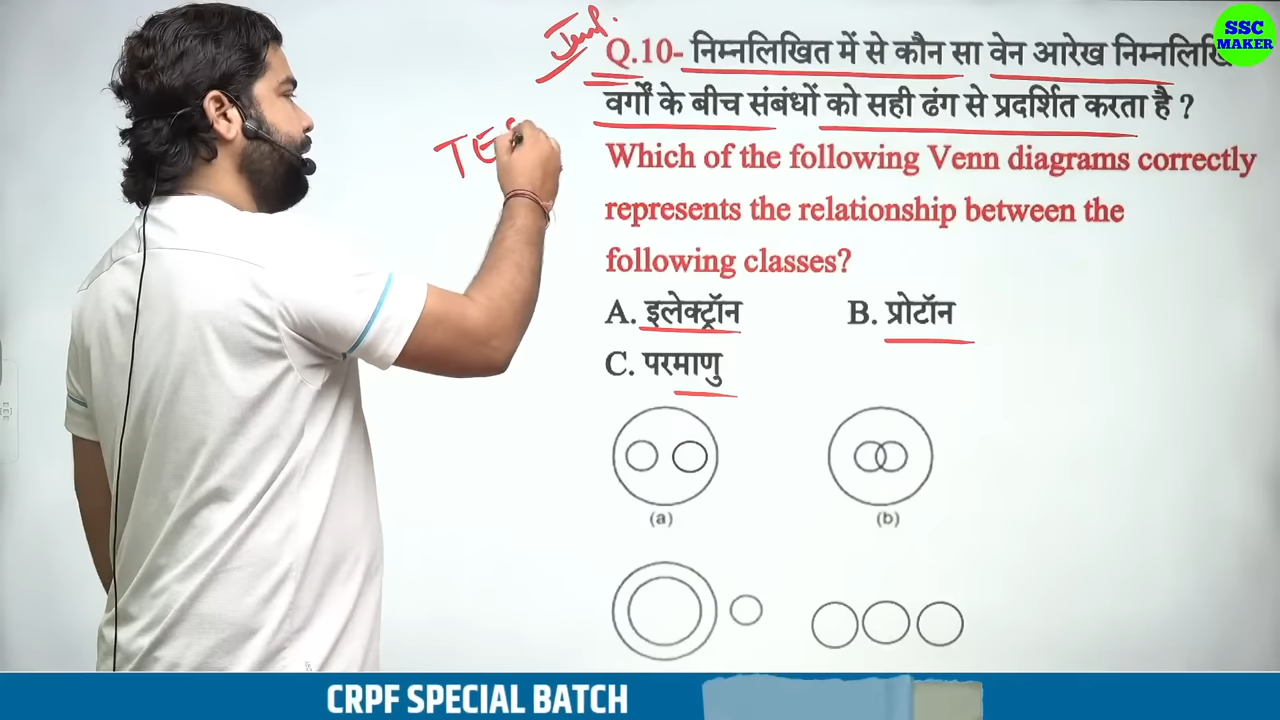 SSC
MAKER
Q.10- निम्नलिखित में से कौन सा वेन आरेख
वर्गों के बीच संबंधों को सही ढंग से प्रदर्शित करता है ?
Which of the following Venn diagrams correctly
represents the relationship between the
following classes?
A. इलेक्ट्रॉन B. प्रोटॉन
C. परमाणु
(a) (b)
CRPF SPECIAL BATCH